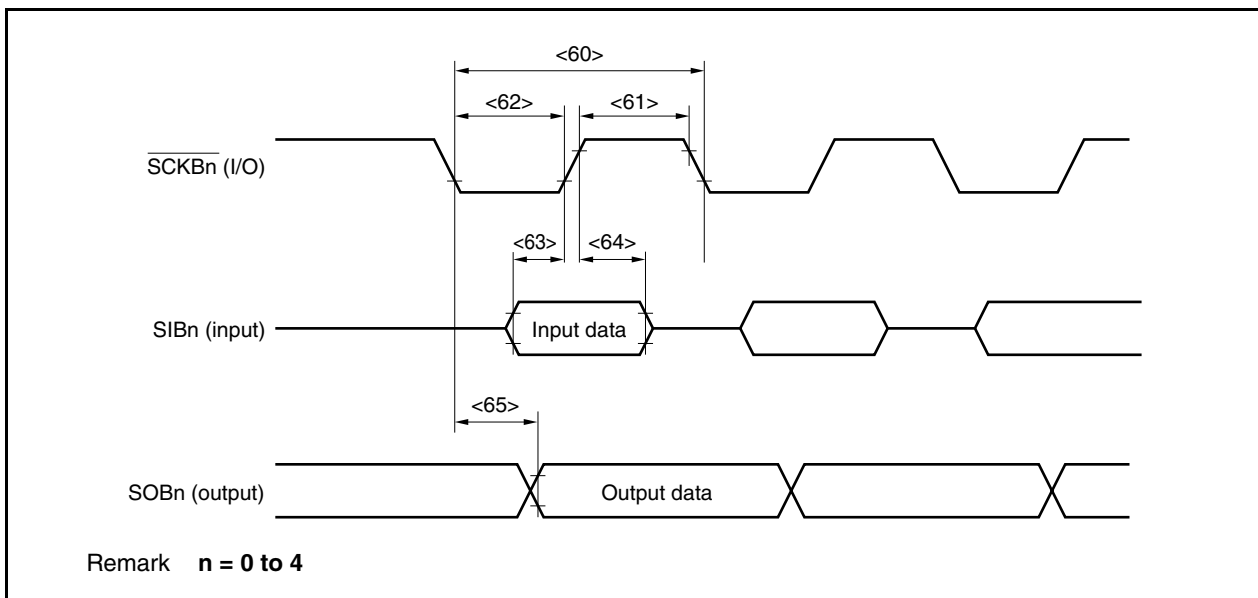 <60>
<62>
<61>
SCKBn (I/O)
<63>
<64>
SIBn (input)
Input data
<65>
SOBn (output)
Output data
Remark n = 0 to 4